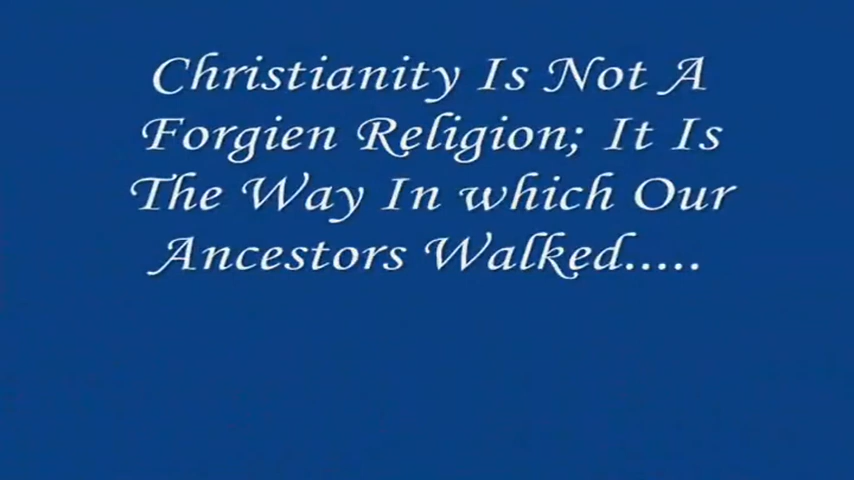 Christianity Is Not A
Forgien Religion; It Is
The Way In which Our
Ancestors Walked.....